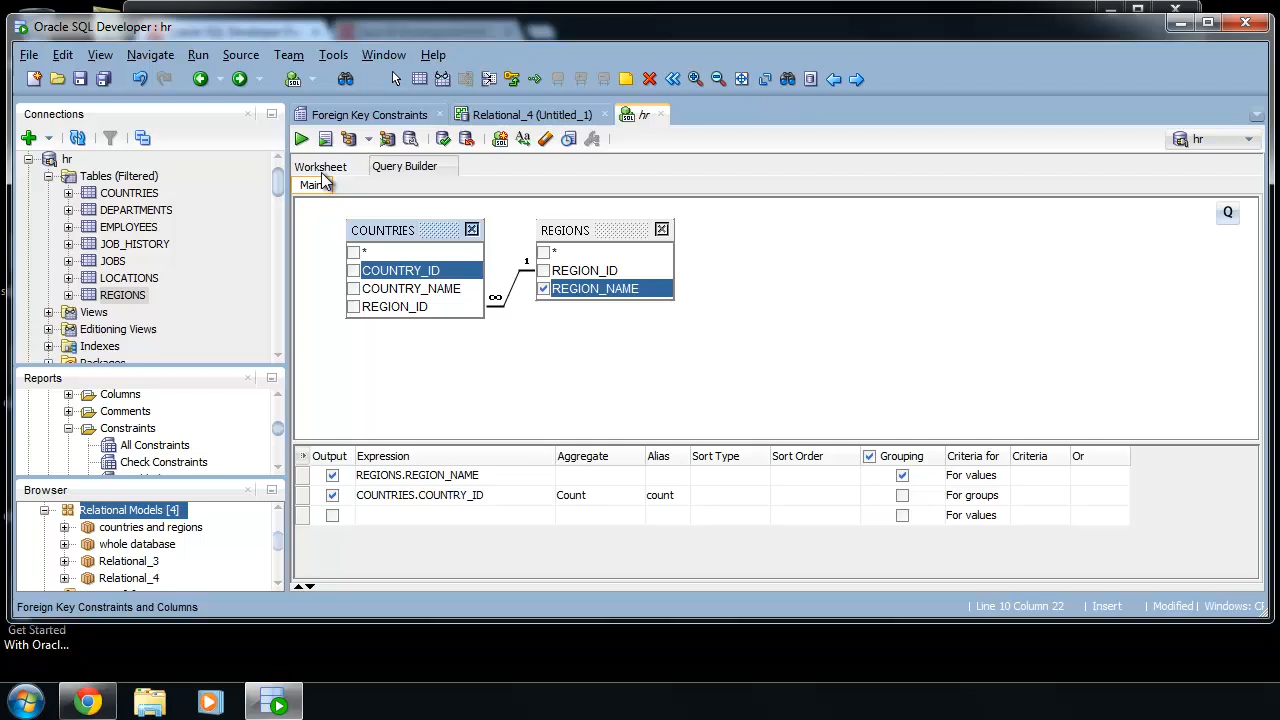 Oracle SQL Developer : hr
File Edit View Navigate Run Source Team Tools Window Help
Connections
Foreign Key Constraints
Relational_4 (Untitled_1)
hr
hr
hr
Tables (Filtered)
COUNTRIES
DEPARTMENTS
EMPLOYEES
JOB_HISTORY
JOBS
LOCATIONS
REGIONS
Views
Editioning Views
Indexes
Worksheet Query Builder
Main
Q
COUNTRIES
*
COUNTRY_ID
COUNTRY_NAME
REGION_ID
∞
1
REGIONS
*
REGION_ID
REGION_NAME
Reports
Columns
Comments
Constraints
All Constraints
Check Constraints
Output Expression Aggregate Alias Sort Type Sort Order Grouping Criteria for Criteria Or
REGIONS.REGION_NAME For values
COUNTRIES.COUNTRY_ID Count count For groups
For values
Browser
Relational Models [4]
countries and regions
whole database
Relational_3
Relational_4
Foreign Key Constraints and Columns
Line 10 Column 22 Insert Modified Windows: C
Get Started
With Oracl...